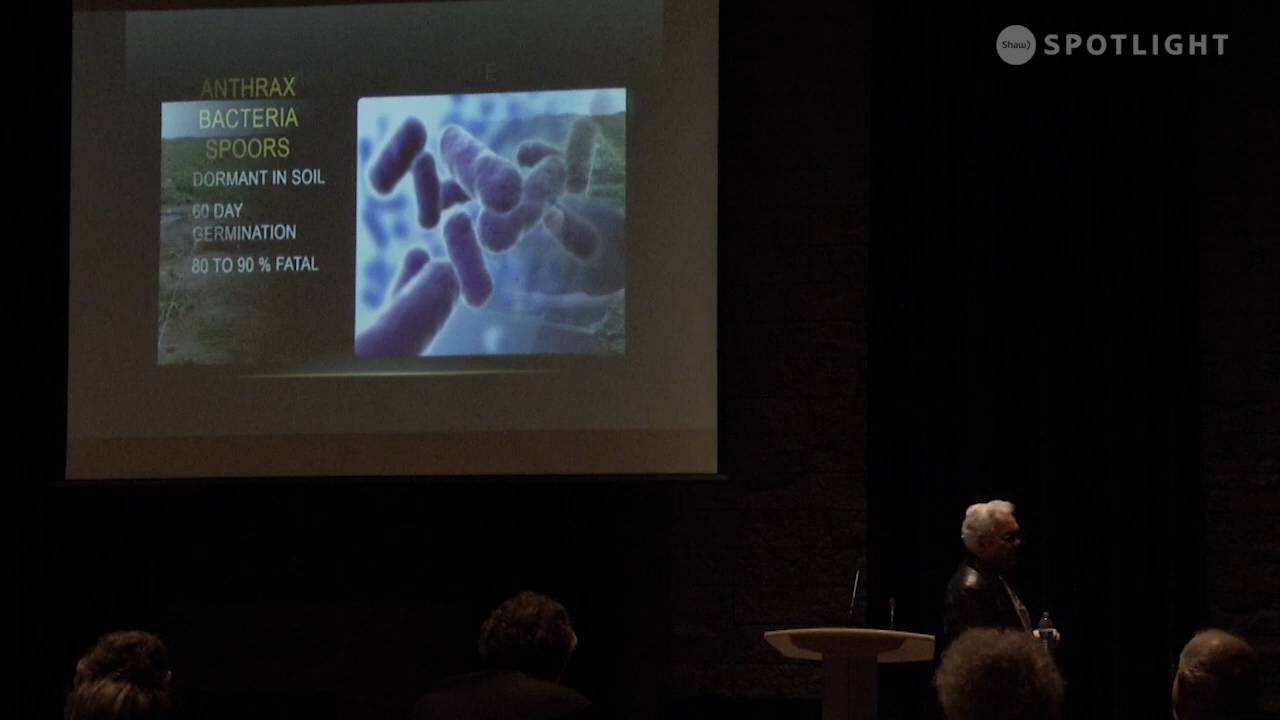 Shaw)
SPOTLIGHT
ANTHRAX
BACTERIA
SPOORS
DORMANT IN SOIL
60 DAY
GERMINATION
80 TO 90 % FATAL